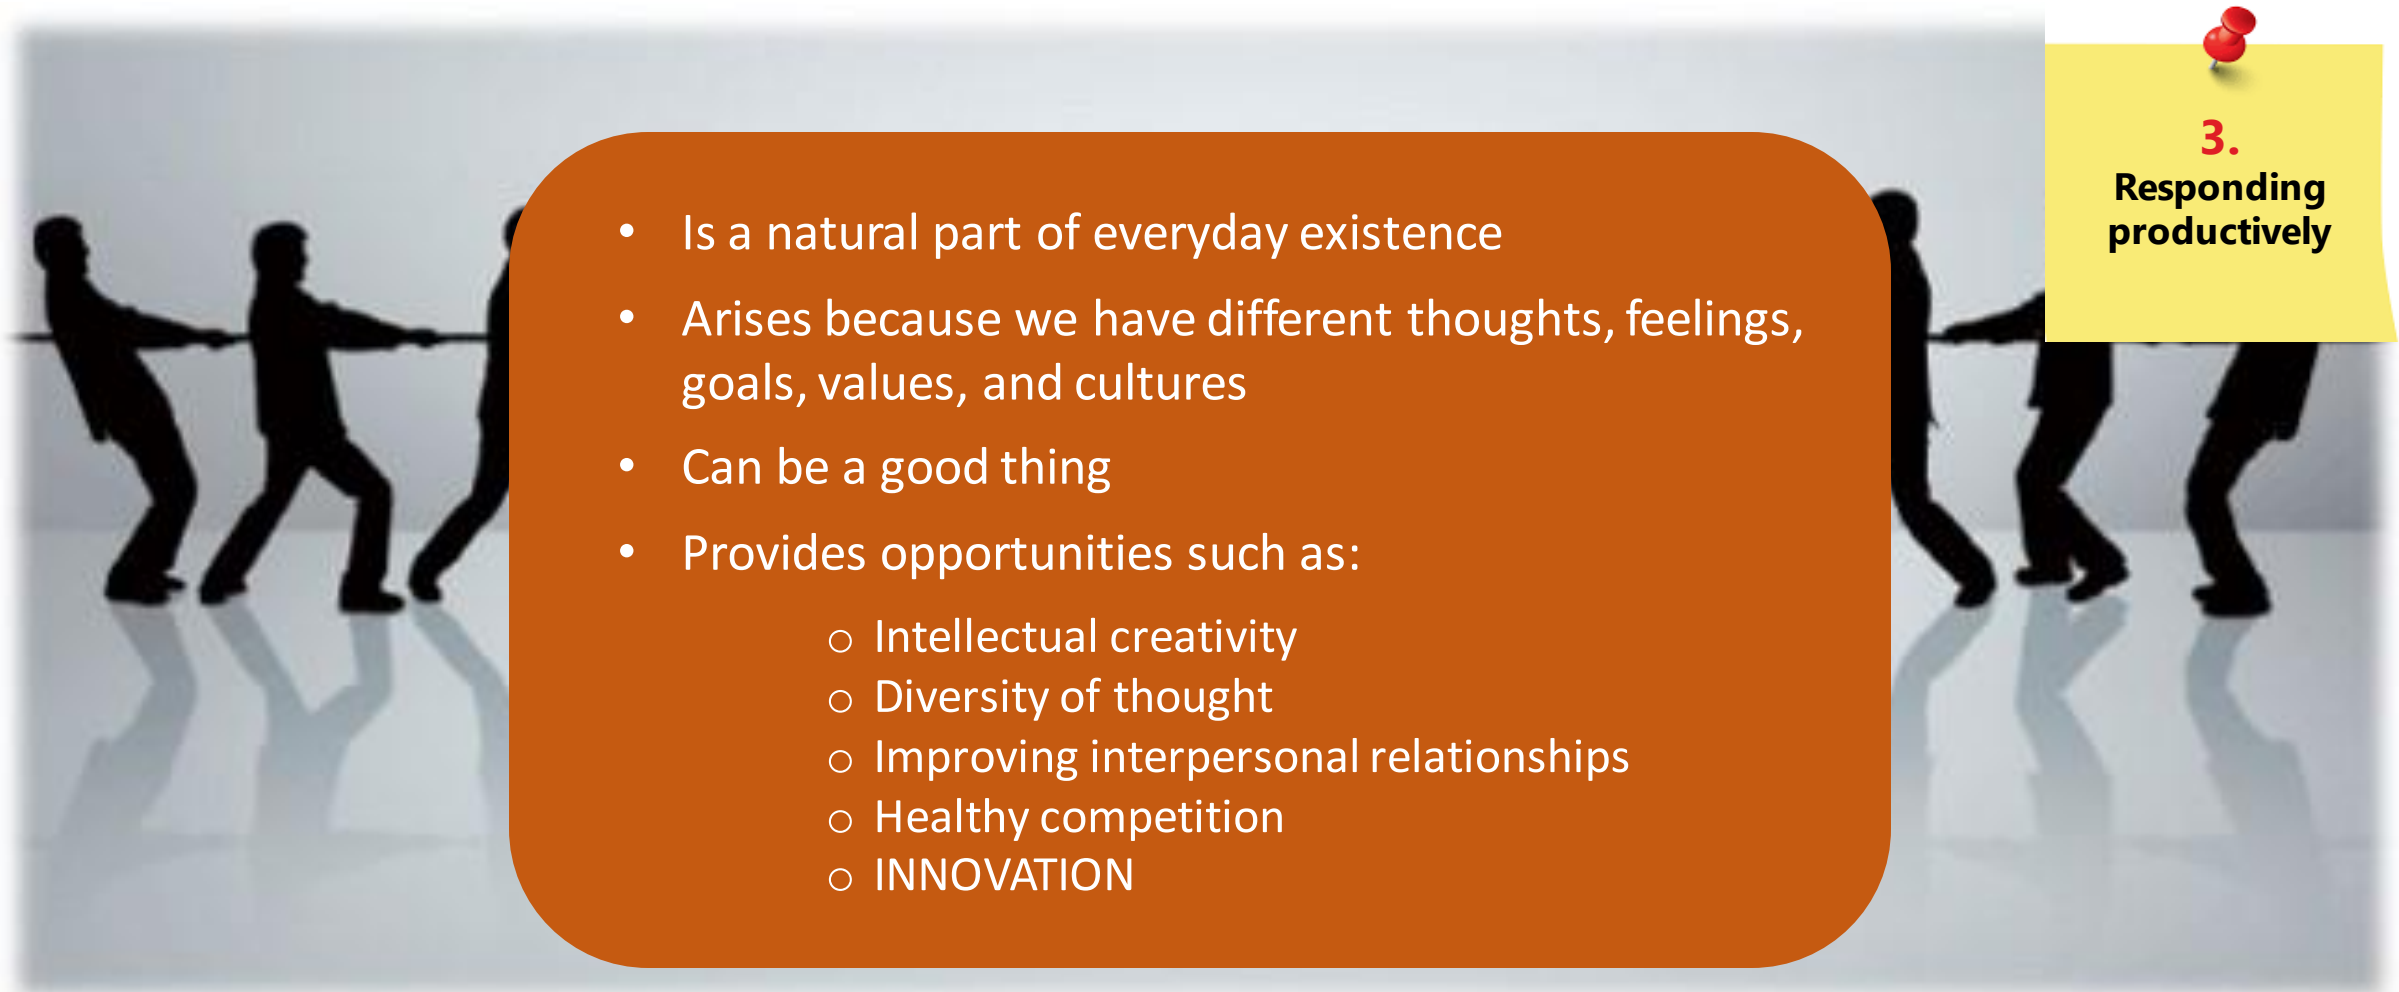 3.
Responding
productively
• Is a natural part of everyday existence
• Arises because we have different thoughts, feelings,
goals, values, and cultures
• Can be a good thing
• Provides opportunities such as:
o Intellectual creativity
o Diversity of thought
o Improving interpersonal relationships
o Healthy competition
o INNOVATION